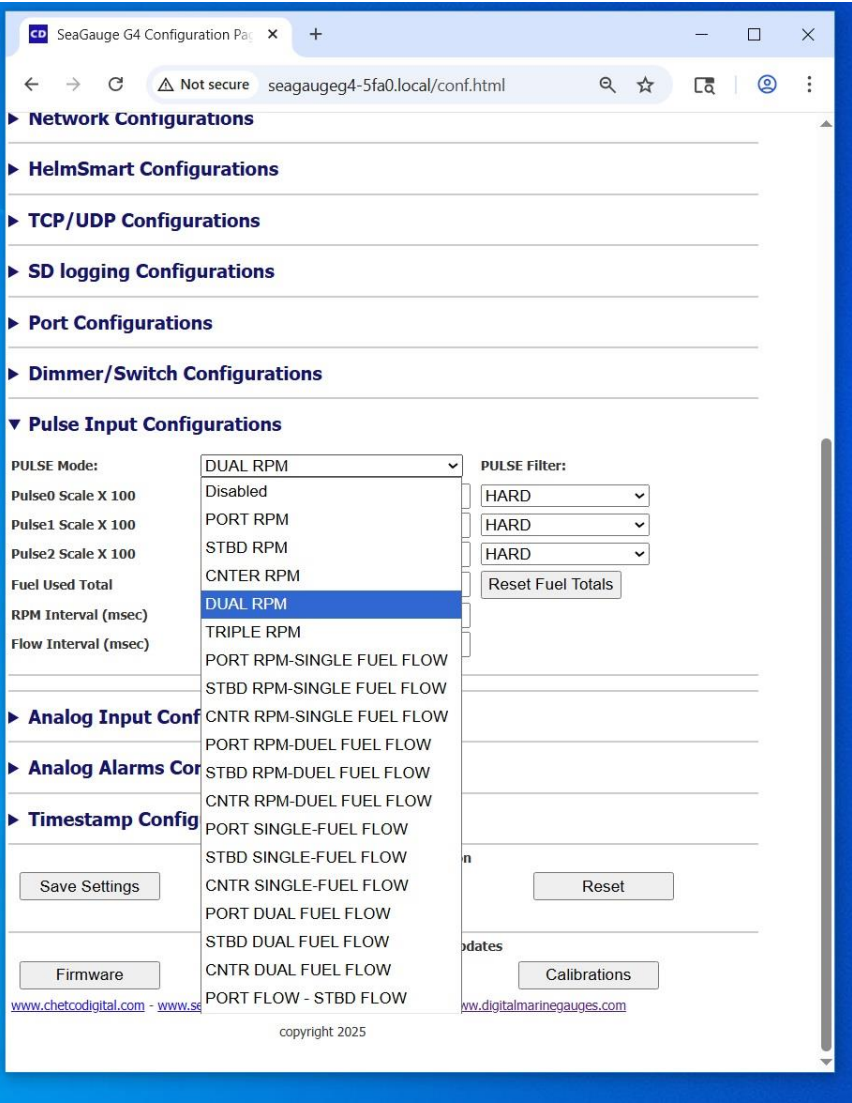 CD SeaGauge G4 Configuration Pag
Not secure seagaugeg4-5fa0.local/conf.html
Network Configurations
HelmSmart Configurations
TCP/UDP Configurations
SD logging Configurations
Port Configurations
Dimmer/Switch Configurations
Pulse Input Configurations
PULSE Mode: DUAL RPM PULSE Filter:
Pulse0 Scale X 100 HARD
Pulse1 Scale X 100 HARD
Pulse2 Scale X 100 HARD
Fuel Used Total Reset Fuel Totals
RPM Interval (msec)
Flow Interval (msec)
Disabled
PORT RPM
STBD RPM
CNTER RPM
DUAL RPM
TRIPLE RPM
PORT RPM-SINGLE FUEL FLOW
STBD RPM-SINGLE FUEL FLOW
CNTR RPM-SINGLE FUEL FLOW
PORT RPM-DUEL FUEL FLOW
STBD RPM-DUEL FUEL FLOW
CNTR RPM-DUEL FUEL FLOW
PORT SINGLE-FUEL FLOW
STBD SINGLE-FUEL FLOW
CNTR SINGLE-FUEL FLOW
PORT DUAL FUEL FLOW
STBD DUAL FUEL FLOW
CNTR DUAL FUEL FLOW
PORT FLOW - STBD FLOW
Analog Input Conf
Analog Alarms Cor
Timestamp Config
n
Save Settings Reset
pdates
Firmware Calibrations
www.chetcodigital.com - www.se ww.digitalmarinegauges.com
copyright 2025